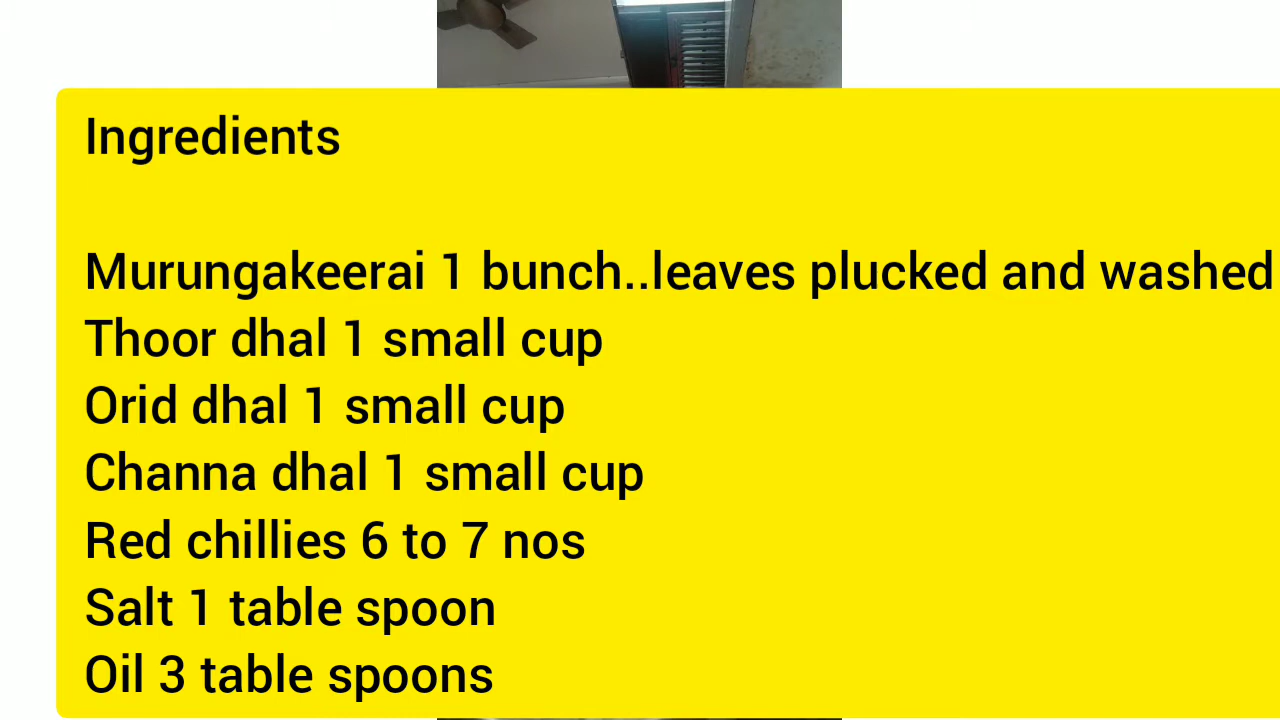 Ingredients
Murungakeerai 1 bunch..leaves plucked and washed
Thoor dhal 1 small cup
Orid dhal 1 small cup
Channa dhal 1 small cup
Red chillies 6 to 7 nos
Salt 1 table spoon
Oil 3 table spoons